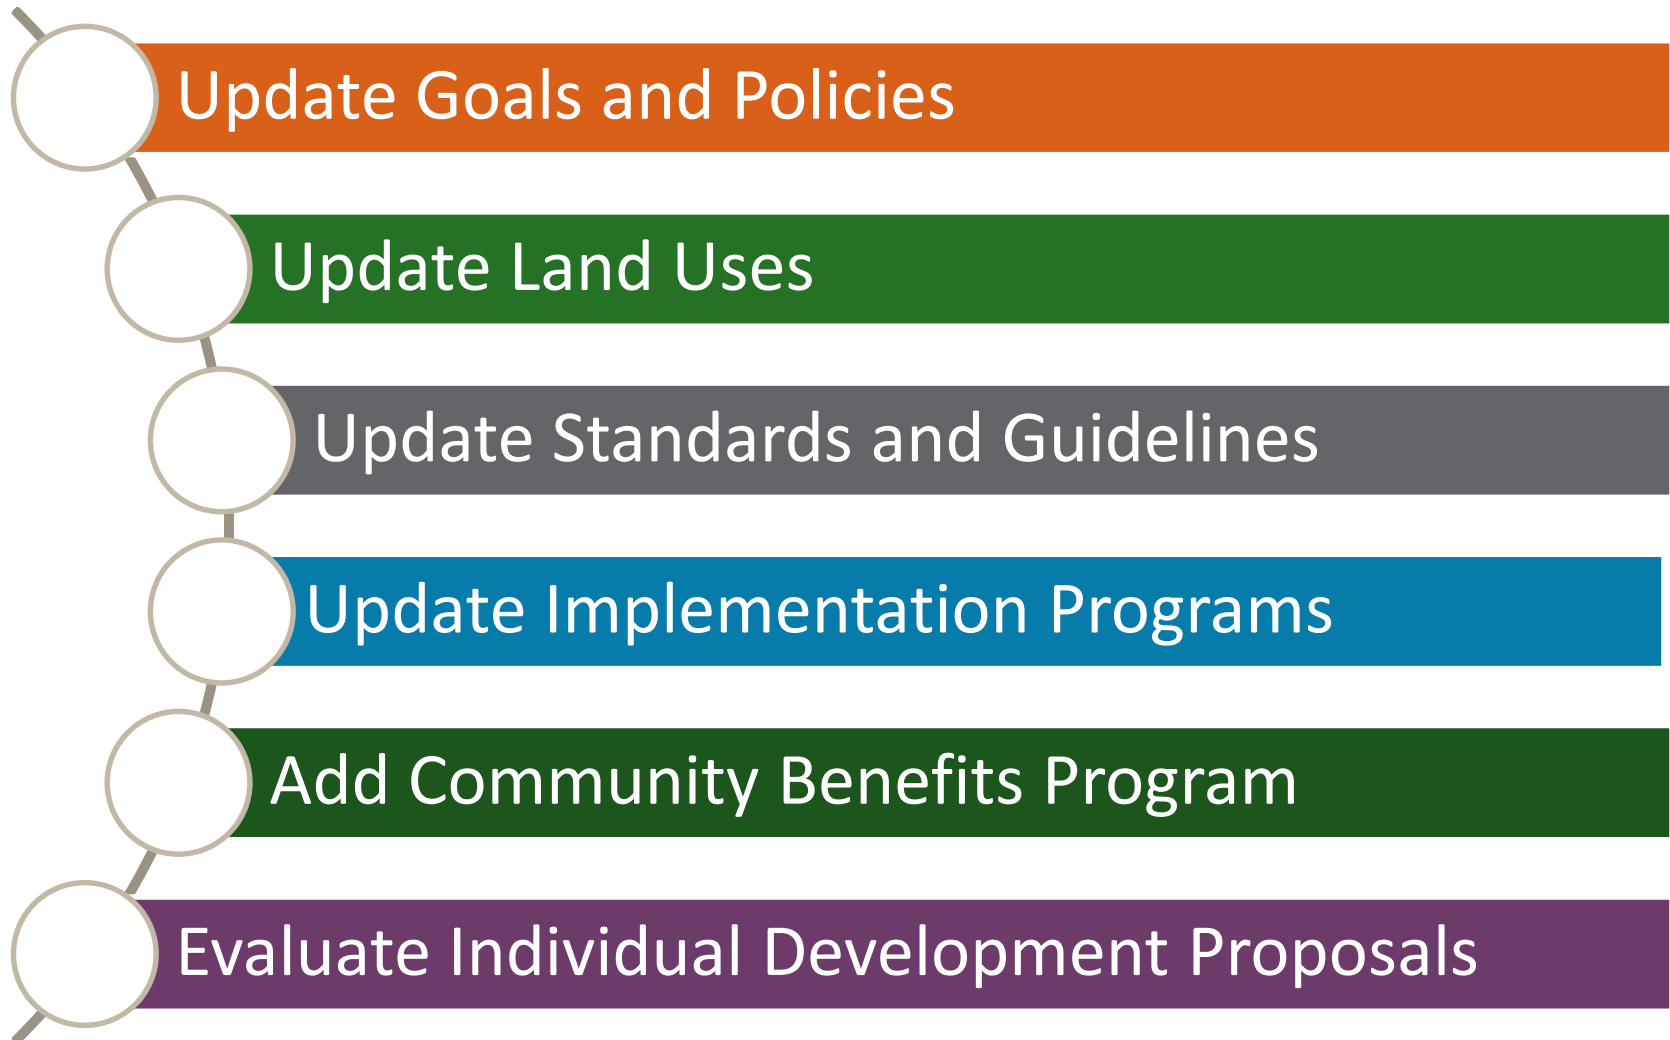 Update Goals and Policies
Update Land Uses
Update Standards and Guidelines
Update Implementation Programs
Add Community Benefits Program
Evaluate Individual Development Proposals